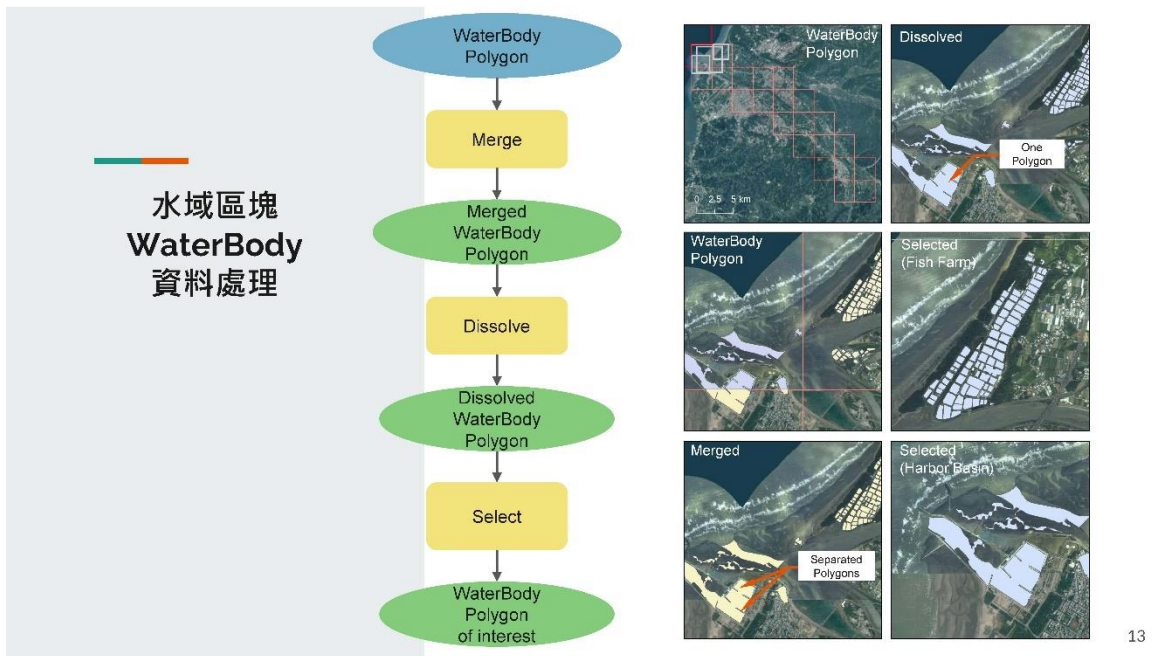 水域區塊
WaterBody
資料處理
WaterBody
Polygon
Merge
Merged
WaterBody
Polygon
Dissolve
Dissolved
WaterBody
Polygon
Select
WaterBody
Polygon
of interest
WaterBody
Polygon
0 2.5 5 km
Dissolved
One
Polygon
WaterBody
Polygon
Selected
(Fish Farm)
Merged
Separated
Polygons
Selected
(Harbor Basin)
13